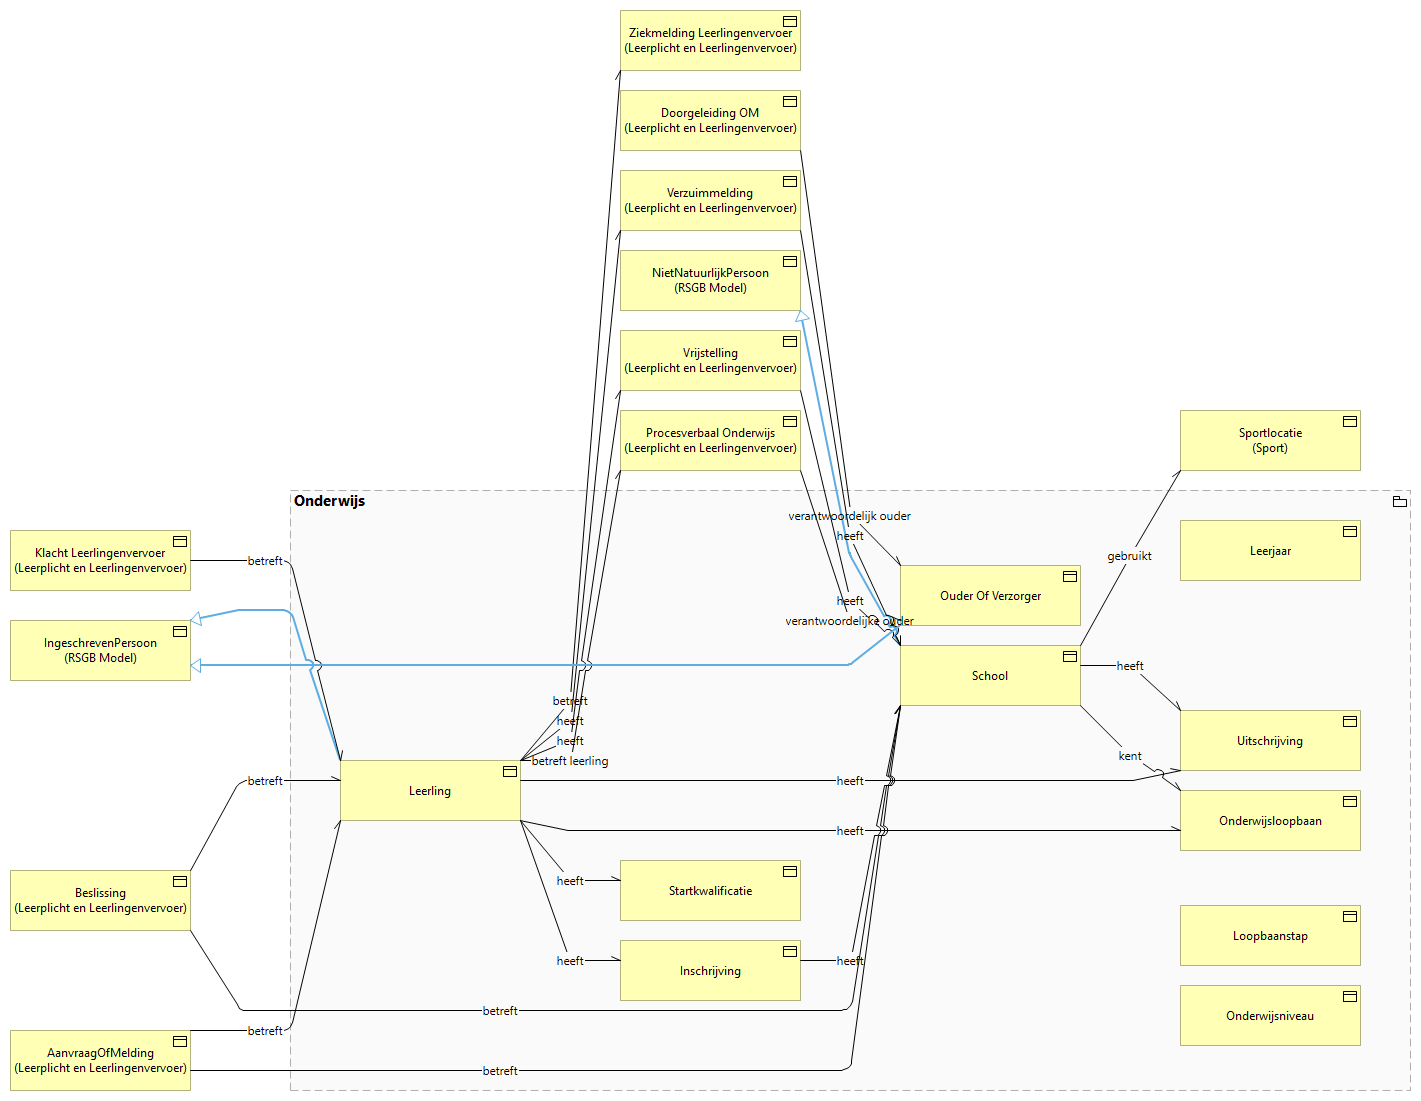 Ziekmelding Leerlingenvervoer
(Leerplicht en Leerlingenvervoer)
Doorgeleiding OM
(Leerplicht en Leerlingenvervoer)
Verzuimmelding
(Leerplicht en Leerlingenvervoer)
NietNatuurlijkPersoon
(RSGB Model)
Vrijstelling
(Leerplicht en Leerlingenvervoer)
Procesverbaal Onderwijs
(Leerplicht en Leerlingenvervoer)
Sportlocatie
(Sport)
Onderwijs
verantwoordelijk ouder
heeft
Leerjaar
gebruikt
Klacht Leerlingenvervoer
(Leerplicht en Leerlingenvervoer)
betreft
Ouder Of Verzorger
heeft
verantwoordelijke ouder
IngeschrevenPersoon
(RSGB Model)
School
heeft
betreft
heeft
heeft
betreft leerling
Uitschrijving
kent
betreft
Leerling
heeft
Onderwijsloopbaan
heeft
Beslissing
(Leerplicht en Leerlingenvervoer)
heeft
Startkwalificatie
Loopbaanstap
heeft
Inschrijving
heeft
betreft
Onderwijsniveau
betreft
AanvraagOfMelding
(Leerplicht en Leerlingenvervoer)
betreft